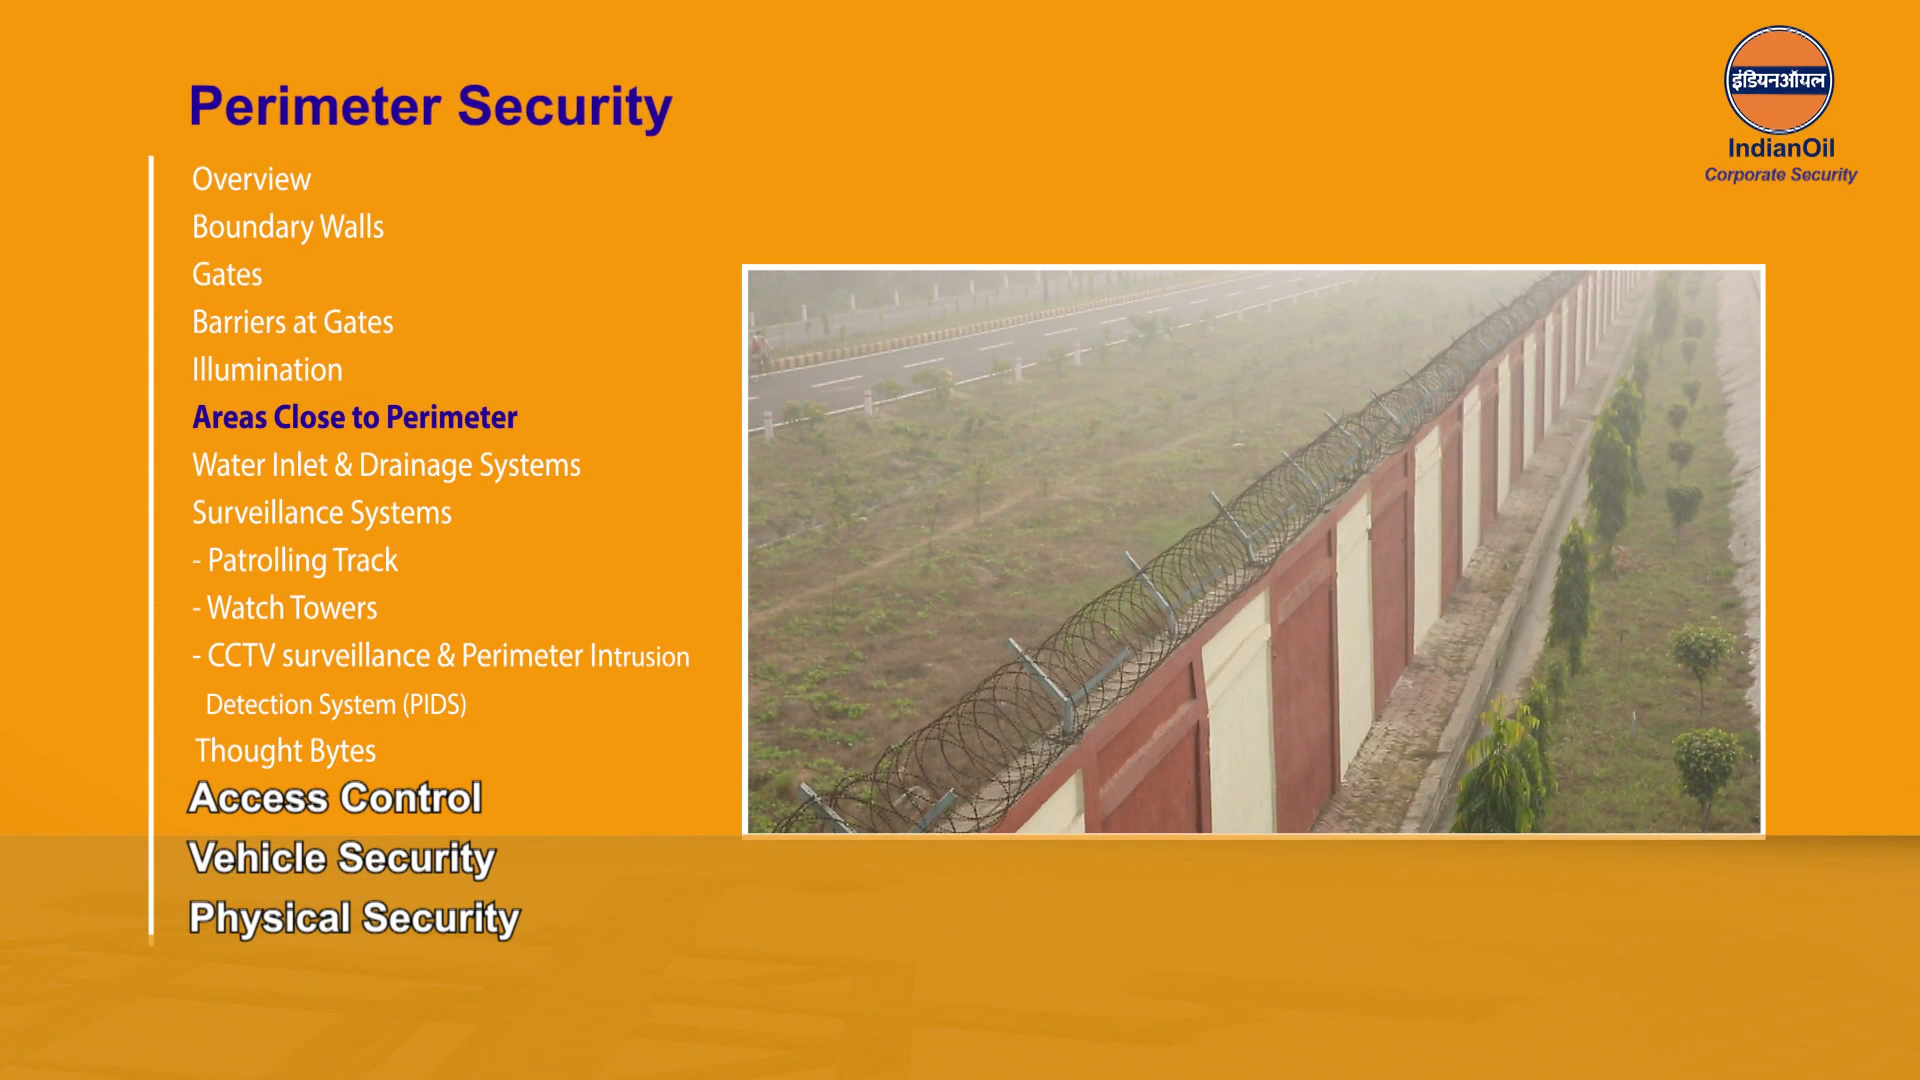 Perimeter Security
Overview
Boundary Walls
Gates
Barriers at Gates
Illumination
Areas Close to Perimeter
Water Inlet & Drainage Systems
Surveillance Systems
- Patrolling Track
- Watch Towers
- CCTV surveillance & Perimeter Intrusion
Detection System (PIDS)
Thought Bytes
Access Control
Vehicle Security
Physical Security
इंडियनऑयल
IndianOil
Corporate Security